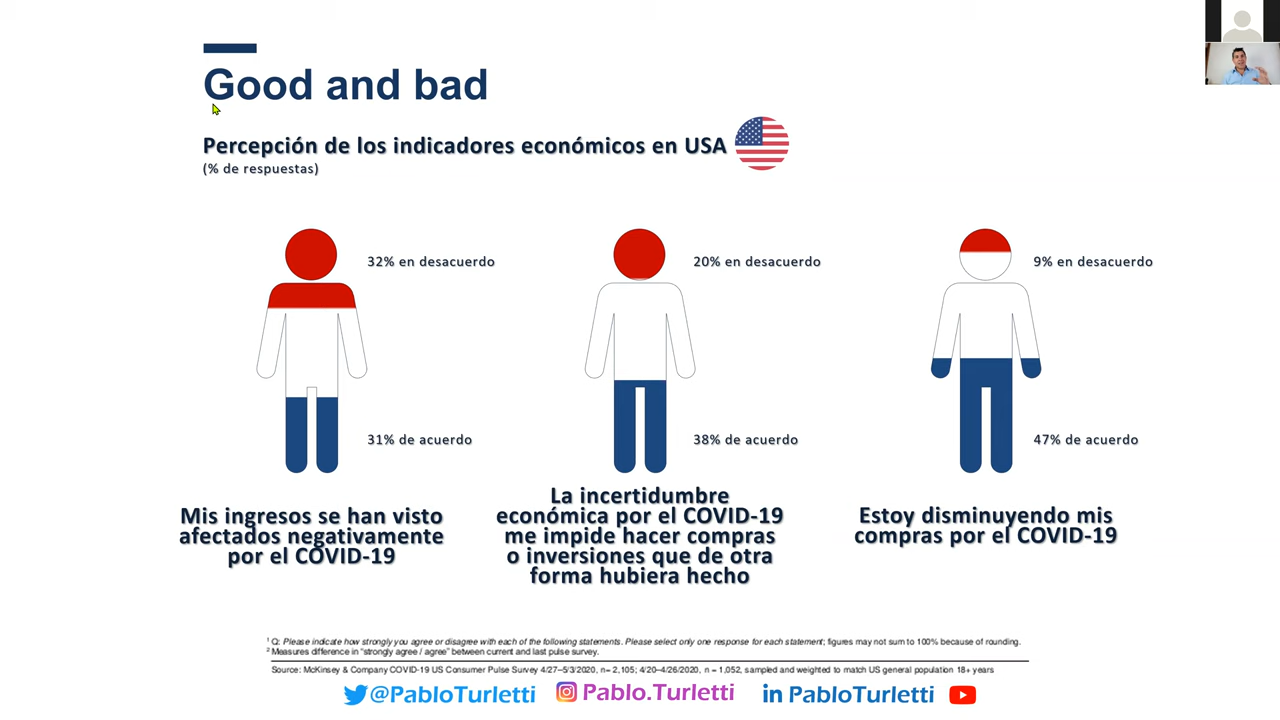 Good and bad
Percepción de los indicadores económicos en USA
(% de respuestas)
32% en desacuerdo
20% en desacuerdo
9% en desacuerdo
31% de acuerdo
38% de acuerdo
47% de acuerdo
Mis ingresos se han visto
afectados negativamente
por el COVID-19
La incertidumbre
económica por el COVID-19
me impide hacer compras
o inversiones que de otra
forma hubiera hecho
Estoy disminuyendo mis
compras por el COVID-19
1 Q: Please indicate how strongly you agree or disagree with each of the following statements. Please select only one response for each statement; figures may not sum to 100% because of rounding.
2 Measures difference in “strongly agree / agree” between current and last pulse survey.
Source: McKinsey & Company COVID-19 US Consumer Pulse Survey 4/27–5/3/2020, n= 2,105; 4/20–4/26/2020, n = 1,052, sampled and weighted to match US general population 18+ years
@PabloTurletti Pablo.Turletti in PabloTurletti